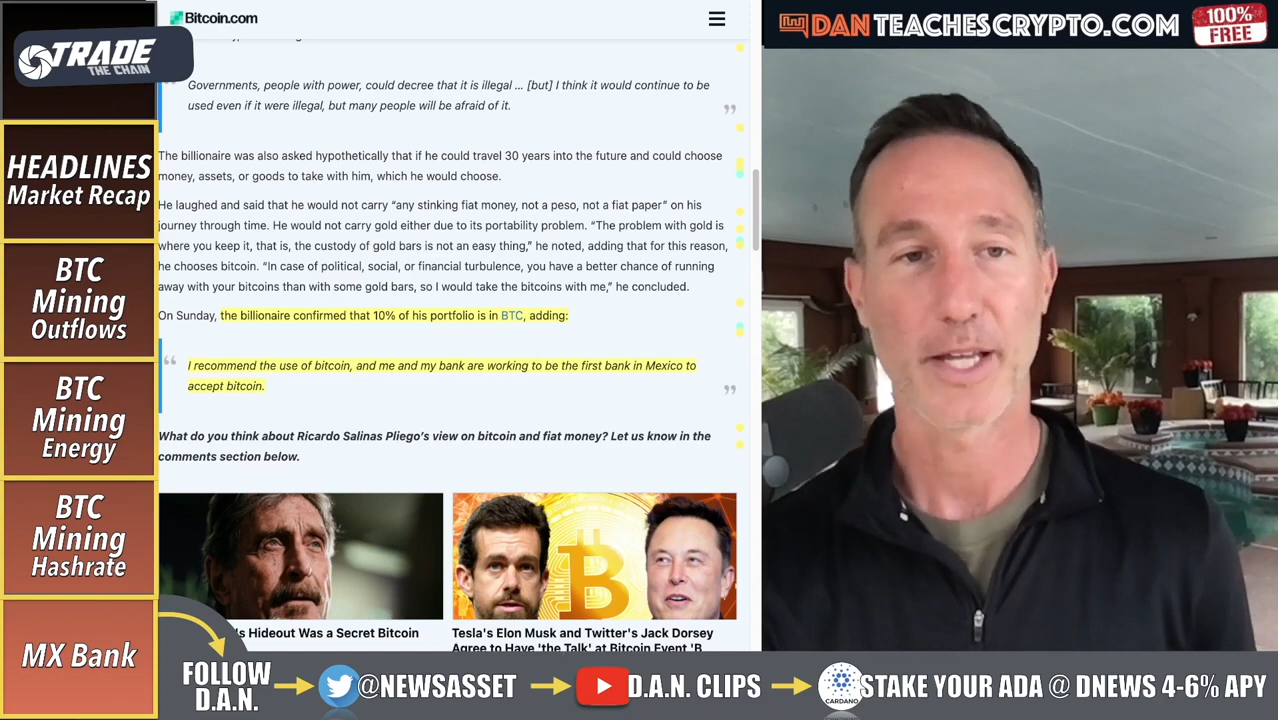 TRADE
THE CHAIN
HEADLINES
Market Recap
BTC
Mining
Outflows
BTC
Mining
Energy
BTC
Mining
Hashrate
MX Bank
Bitcoin.com
Governments, people with power, could decree that it is illegal ... [but] I think it would continue to be
used even if it were illegal, but many people will be afraid of it.
The billionaire was also asked hypothetically that if he could travel 30 years into the future and could choose
money, assets, or goods to take with him, which he would choose.
He laughed and said that he would not carry “any stinking fiat money, not a peso, not a fiat paper” on his
journey through time. He would not carry gold either due to its portability problem. “The problem with gold is
where you keep it, that is, the custody of gold bars is not an easy thing,” he noted, adding that for this reason,
he chooses bitcoin. “In case of political, social, or financial turbulence, you have a better chance of running
away with your bitcoins than with some gold bars, so I would take the bitcoins with me,” he concluded.
On Sunday, the billionaire confirmed that 10% of his portfolio is in BTC, adding:
I recommend the use of bitcoin, and me and my bank are working to be the first bank in Mexico to
accept bitcoin.
What do you think about Ricardo Salinas Pliego’s view on bitcoin and fiat money? Let us know in the
comments section below.
Hideout Was a Secret Bitcoin
Tesla's Elon Musk and Twitter's Jack Dorsey
Agree to Have 'the Talk' at Bitcoin Event 'B
DANTEACHESCRYPTO.COM
100%
FREE
FOLLOW
D.A.N.
@NEWSASSET
D.A.N. CLIPS
CARDANO
STAKE YOUR ADA @ DNEWS 4-6% APY